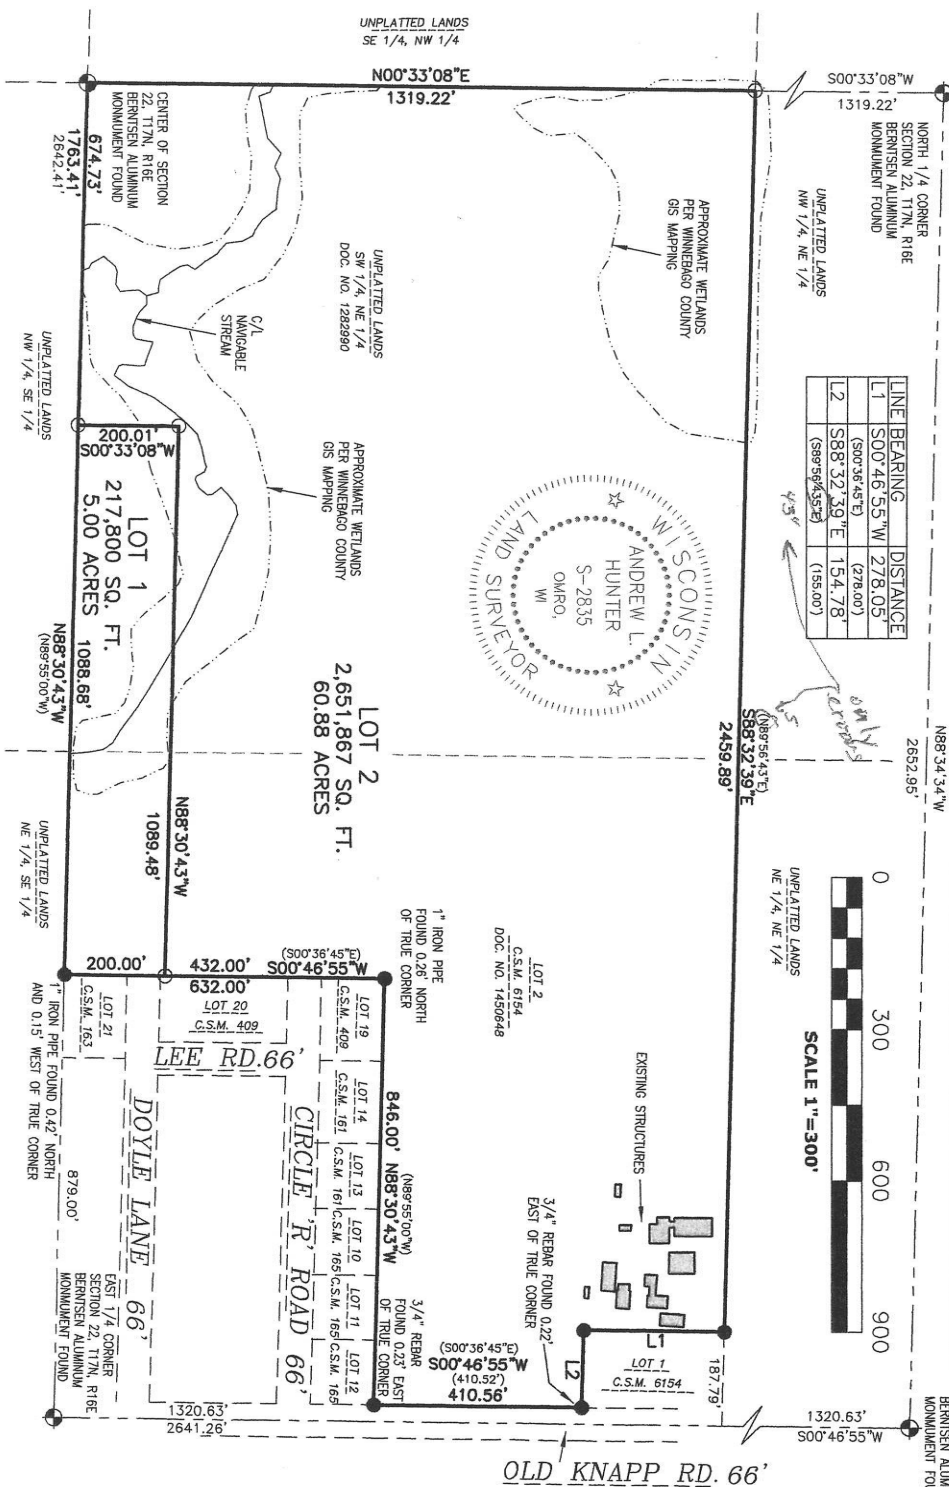 UNPLATTED LANDS
SE 1/4, NW 1/4
N00°33'08"E
1319.22'
S00°33'08"W
1319.22'
NORTH 1/4 CORNER
SECTION 22, T17N, R16E
BERNTSEN ALUMINUM
MONMUMENT FOUND
UNPLATTED LANDS
NW 1/4, NE 1/4
N88°34'34"W
2652.95'
UNPLATTED LANDS
NE 1/4, NE 1/4
LINE BEARING DISTANCE
L1 S00°46'55"W 278.05'
(S00°36'45"E) (278.00')
L2 S88°32'39"E 154.78'
(S89°56'435"E) (155.00')
43"
only
errors
0 300 600 900
SCALE 1"=300'
BERNTSEN ALUM
MONMUMENT FOU
1320.63'
S00°46'55"W
187.79'
(N89°56'43"E)
S88°32'39"E
2459.89'
APPROXIMATE WETLANDS
PER WINNEBAGO COUNTY
GIS MAPPING
WISCONSIN
ANDREW L.
HUNTER
S-2835
OMRO,
WI
LAND SURVEYOR
CENTER OF SECTION
22, T17N, R16E
BERNTSEN ALUMINUM
MONMUMENT FOUND
674.73'
1763.41'
2642.41'
UNPLATTED LANDS
SW 1/4, NE 1/4
DOC. NO. 1282990
C/L
NAVIGABLE
STREAM
APPROXIMATE WETLANDS
PER WINNEBAGO COUNTY
GIS MAPPING
UNPLATTED LANDS
NW 1/4, SE 1/4
200.01'
S00°33'08"W
LOT 1
217,800 SQ. FT.
5.00 ACRES
1088.68'
N88°30'43"W
(N89°55'00"W)
LOT 2
2,651,867 SQ. FT.
60.88 ACRES
N88°30'43"W
1089.48'
UNPLATTED LANDS
NE 1/4, SE 1/4
LOT 2
C.S.M. 6154
DOC. NO. 1450648
1" IRON PIPE
FOUND 0.26' NORTH
OF TRUE CORNER
(S00°36'45"E)
S00°46'55"W
432.00'
632.00'
200.00'
EXISTING STRUCTURES
3/4" REBAR FOUND 0.22'
EAST OF TRUE CORNER
L1
L2
LOT 1
C.S.M. 6154
(S00°36'45"E)
S00°46'55"W
(410.52')
410.56'
(N89°55'00"W)
846.00' N88°30'43"W
3/4" REBAR
FOUND 0.23' EAST
OF TRUE CORNER
LOT 19
C.S.M. 409
LOT 14
C.S.M. 161
LOT 13
C.S.M. 161
LOT 10
C.S.M. 165
LOT 11
C.S.M. 165
LOT 12
C.S.M. 165
LOT 20
C.S.M. 409
LOT 21
C.S.M. 163
LEE RD.66'
CIRCLE 'R' ROAD 66'
DOYLE LANE 66'
1" IRON PIPE FOUND 0.42' NORTH
AND 0.15' WEST OF TRUE CORNER
879.00'
EAST 1/4 CORNER
SECTION 22, T17N, R16E
BERNTSEN ALUMINUM
MONMUMENT FOUND
1320.63'
2641.26'
OLD KNAPP RD. 66'